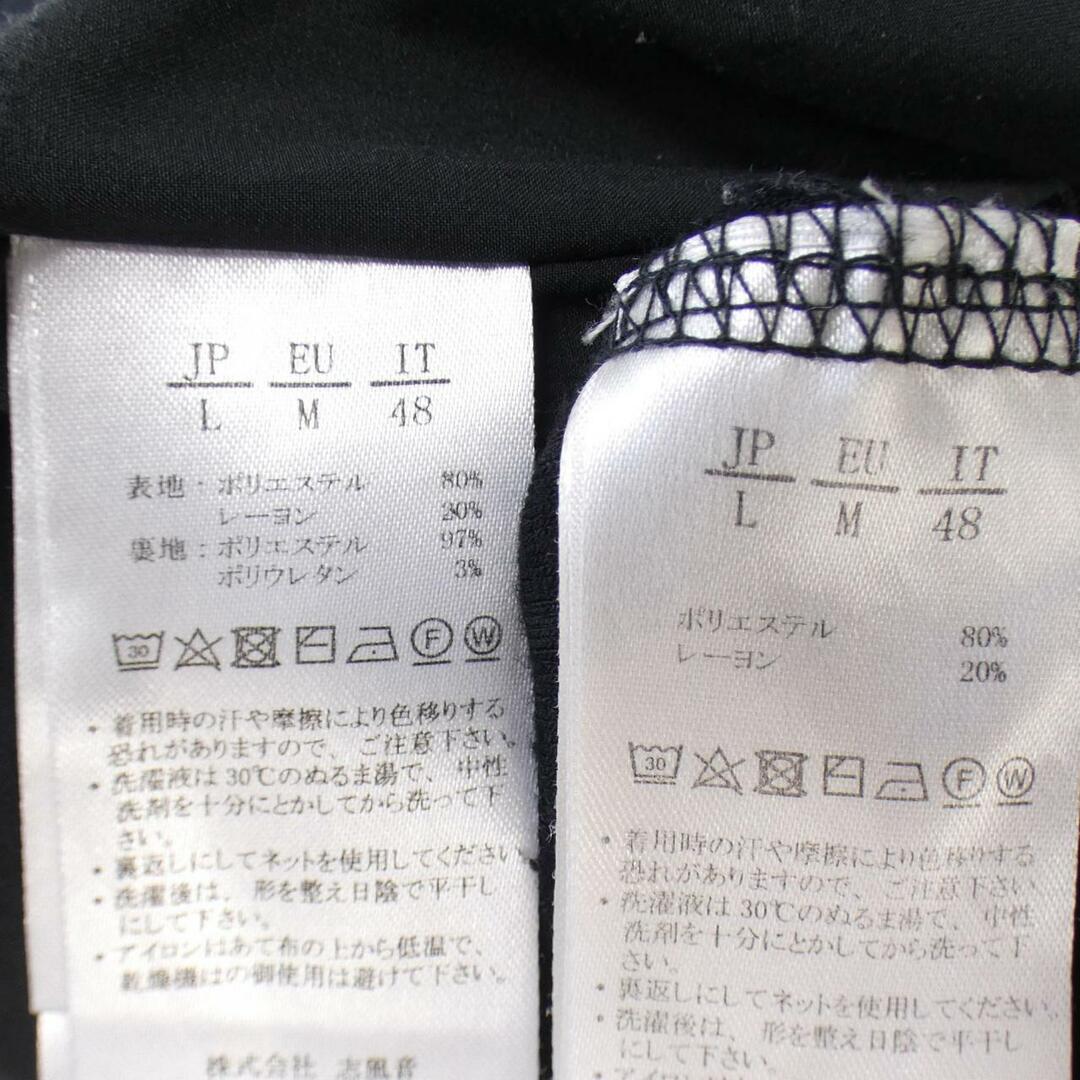 JP EU IT
L M 48
表地:ポリエステル 80%
レーヨン 20%
裏地:ポリエステル 97%
ポリウレタン 3%
30 F W
・着用時の汗や摩擦により色移りする
恐れがありますので、ご注意下さい。
・洗濯液は30℃のぬるま湯で、中性
洗剤を十分にとかしてから洗って下
さい。
・裏返しにしてネットを使用してください
・洗濯後は、形を整え日陰で平干し
にして下さい。
・アイロンはあて布の上から低温で、
乾燥機はの御使用は避けて下さい。
株式会社 志風音
JP EU IT
L M 48
ポリエステル 80%
レーヨン 20%
30 F W
・着用時の汗や摩擦により色移りする
恐れがありますので、ご注意下さい
・洗濯液は30℃のぬるま湯で、中性
洗剤を十分にとかしてから洗って下
さい。
・裏返しにしてネットを使用してください。
・洗濯後は、形を整え日陰で平干し
にして下さい。